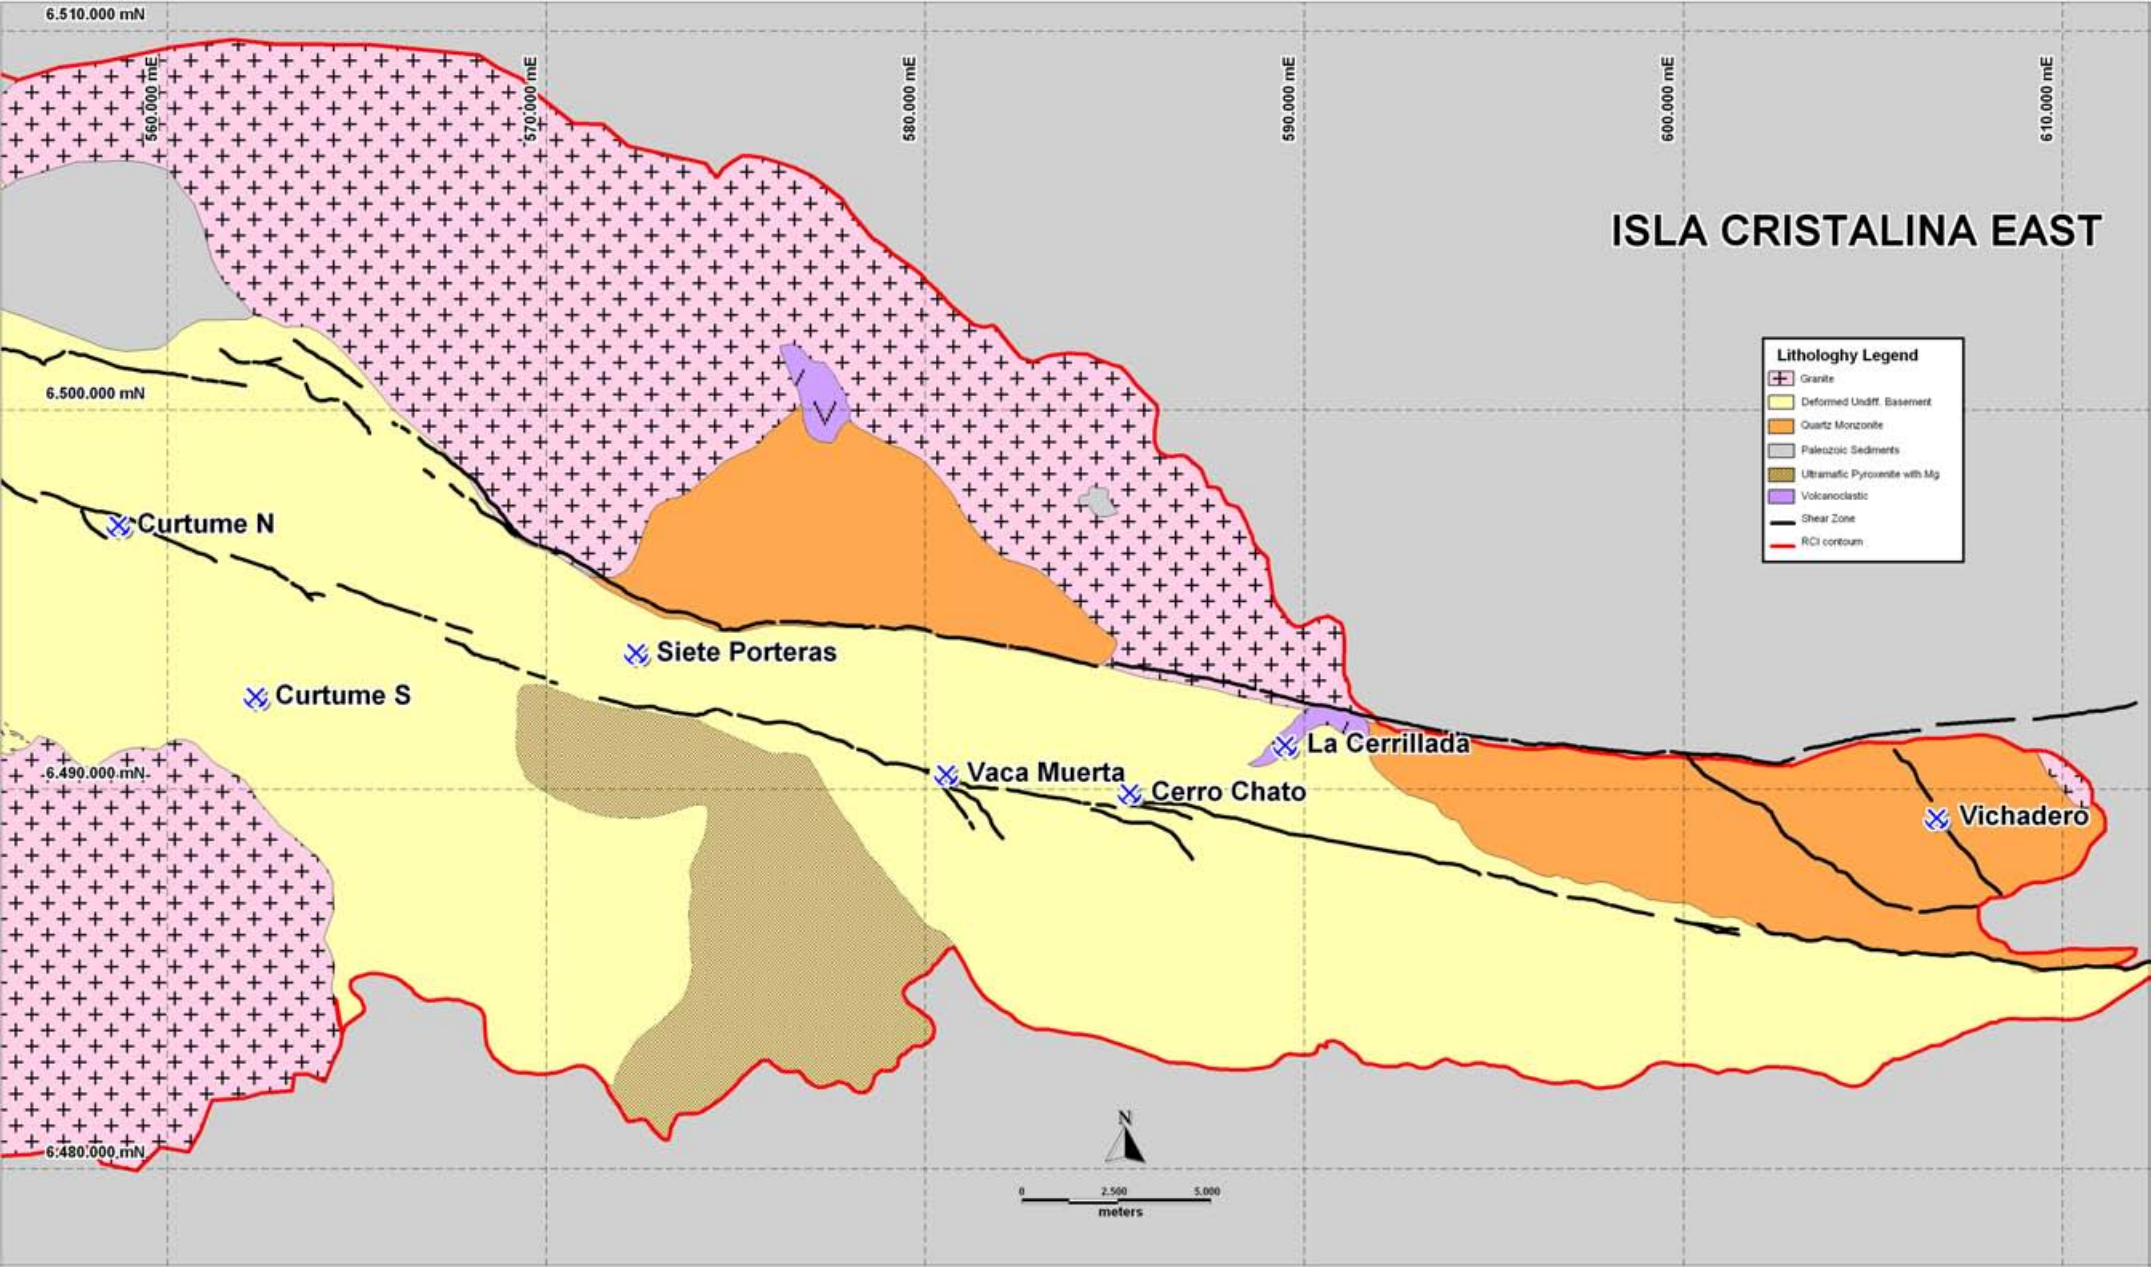 6.510.000 mN
560.000 mE
570.000 mE
580.000 mE
590.000 mE
600.000 mE
610.000 mE
ISLA CRISTALINA EAST
Lithologhy Legend
Granite
Deformed Undiff. Basement
Quartz Monzonite
Paleozoic Sediments
Ultramafic Pyroxenite with Mg
Volcanoclastic
Shear Zone
RCI contourn
6.500.000 mN
Curtume N
Siete Porteras
Curtume S
La Cerrillada
6.490.000 mN
Vaca Muerta
Cerro Chato
Vichadero
N
6.480.000 mN
0 2.500 5.000
meters